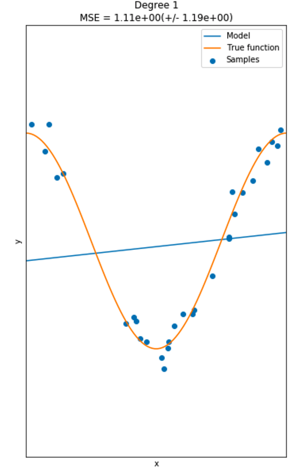 Degree 1
MSE = 1.11e+00(+/- 1.19e+00)
Model
True function
Samples
y
x